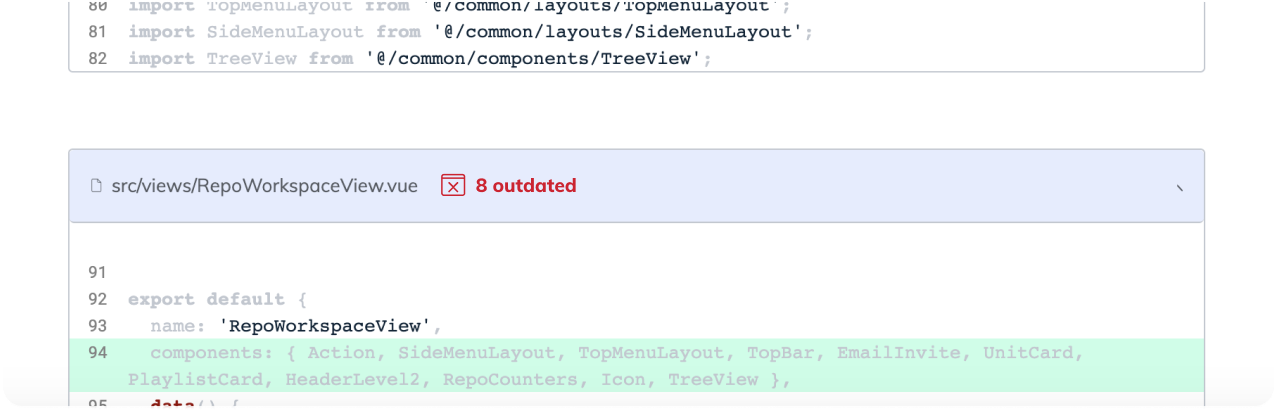 80 import TopMenuLayout from '@/common/layouts/TopMenuLayout';
81 import SideMenuLayout from '@/common/layouts/SideMenuLayout';
82 import TreeView from '@/common/components/TreeView';
src/views/RepoWorkspaceView.vue 8 outdated
91
92 export default {
93 name: 'RepoWorkspaceView',
94 components: { Action, SideMenuLayout, TopMenuLayout, TopBar, EmailInvite, UnitCard,
PlaylistCard, HeaderLevel2, RepoCounters, Icon, TreeView },
95 data() {